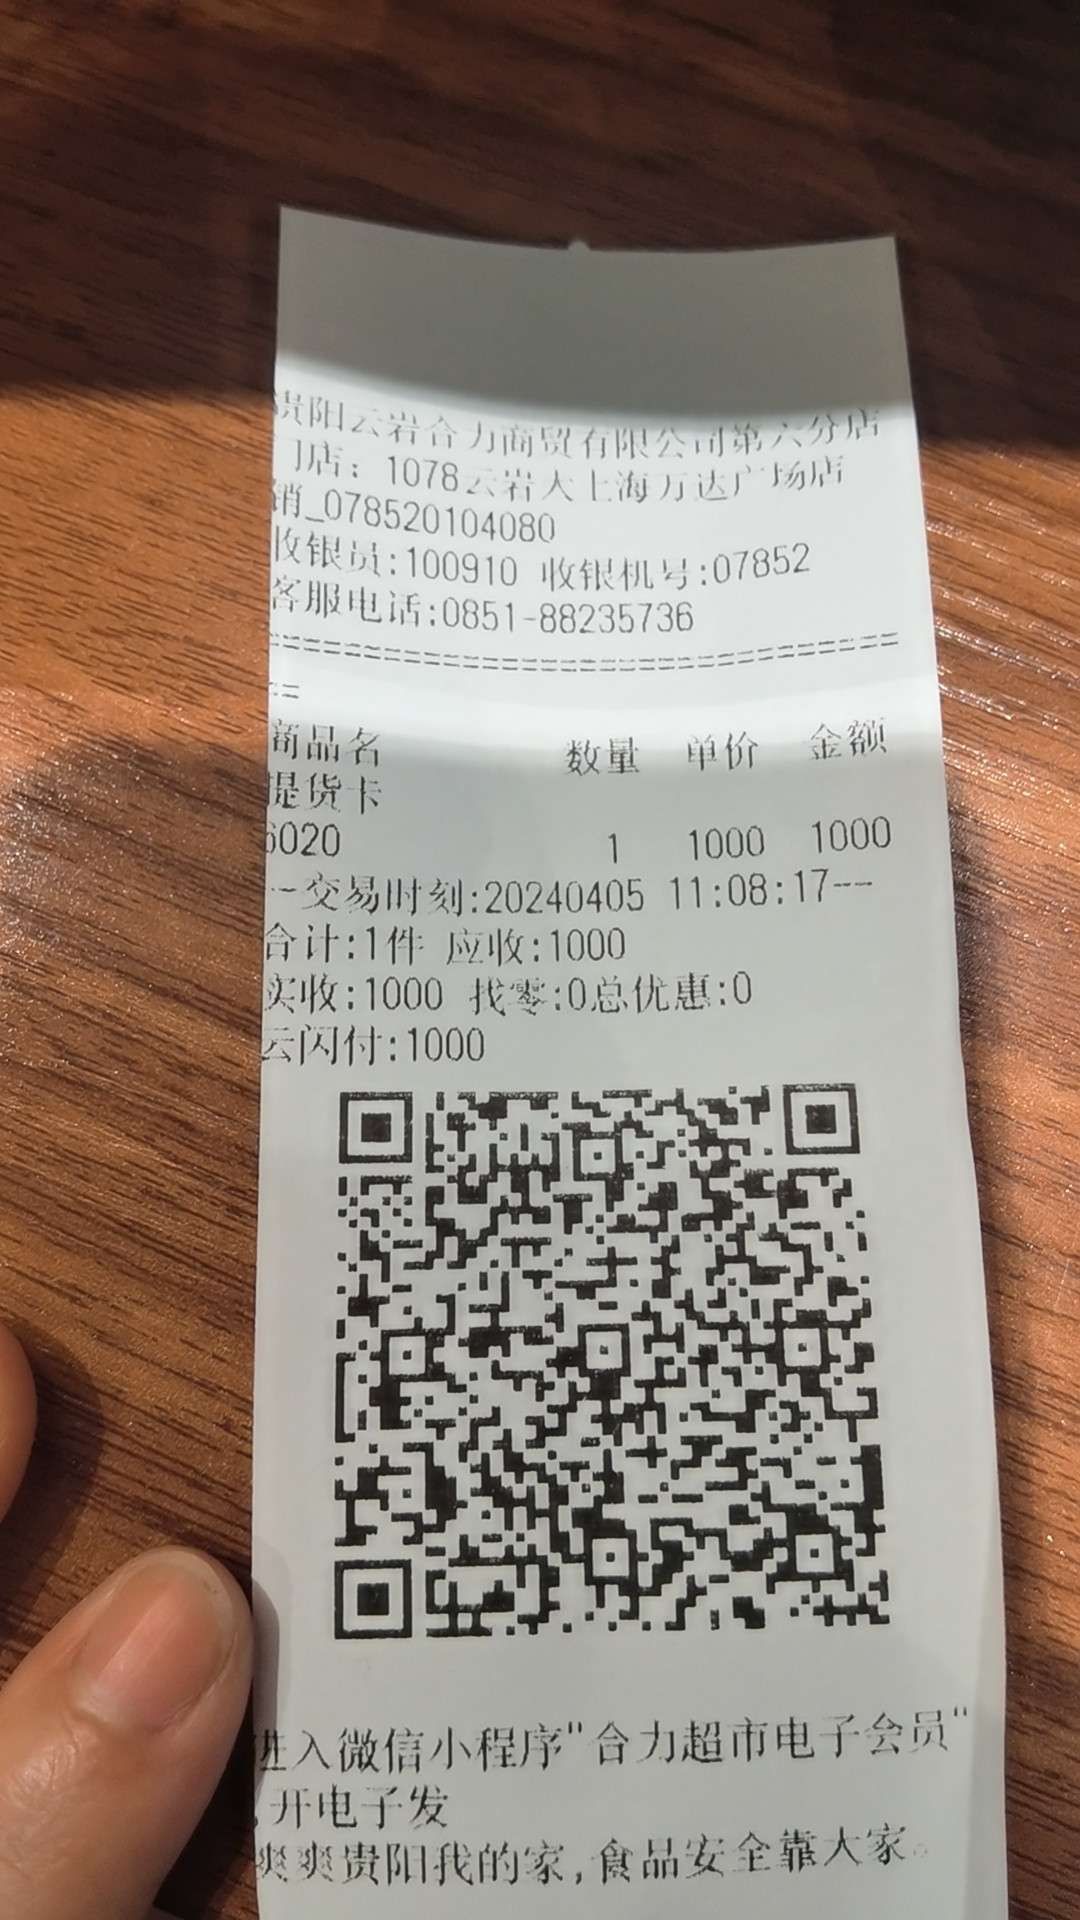 贵阳云岩合力商贸有限公司第六分店
门店：1078云岩大上海万达广场店
销_078520104080
收银员:100910 收银机号:07852
客服电话:0851-88235736
================================================
==
商品名 数量 单价 金额
提货卡
6020 1 1000 1000
--交易时刻:20240405 11:08:17---
合计:1件 应收:1000
实收:1000 找零:0总优惠:0
云闪付:1000
进入微信小程序"合力超市电子会员"
,开电子发
爽爽贵阳我的家,食品安全靠大家。